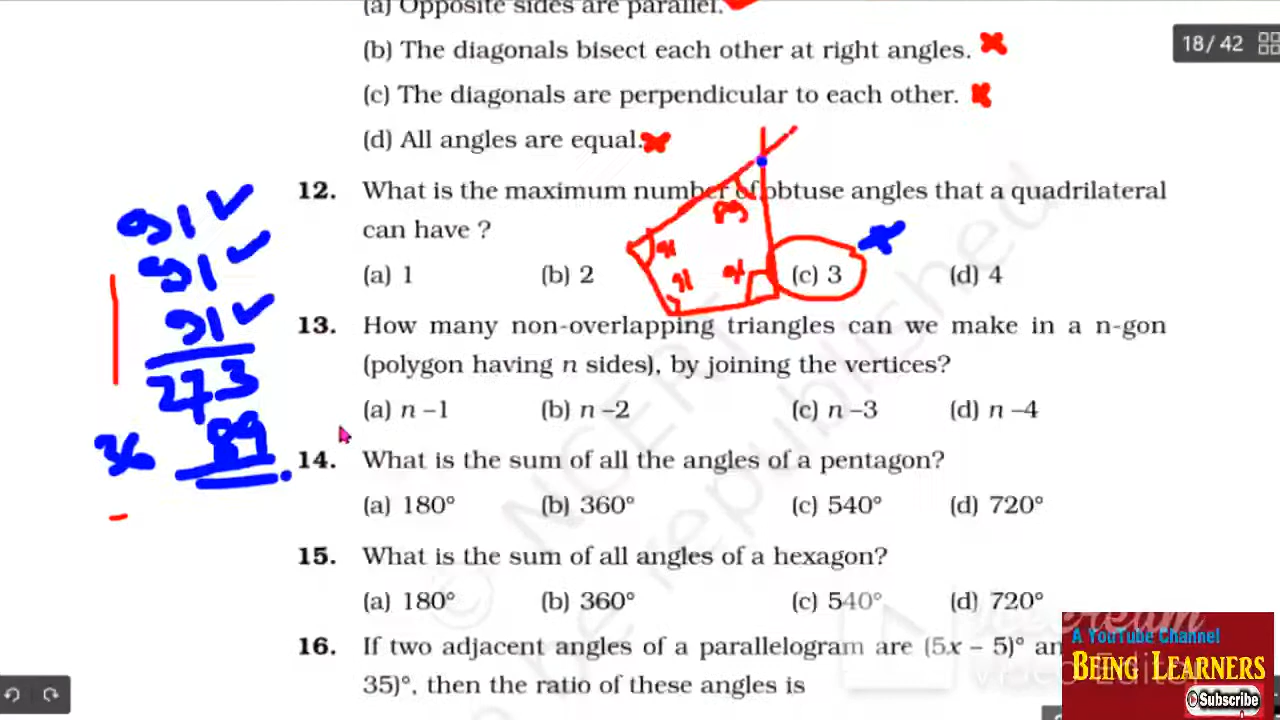 (a) Opposite sides are parallel.
(b) The diagonals bisect each other at right angles.
(c) The diagonals are perpendicular to each other.
(d) All angles are equal.
18 / 42
12. What is the maximum number of obtuse angles that a quadrilateral
can have ?
(a) 1 (b) 2 (c) 3 (d) 4
89
91
91
91
91
91
273
89
36
13. How many non-overlapping triangles can we make in a n-gon
(polygon having n sides), by joining the vertices?
(a) n –1 (b) n –2 (c) n –3 (d) n –4
14. What is the sum of all the angles of a pentagon?
(a) 180° (b) 360° (c) 540° (d) 720°
15. What is the sum of all angles of a hexagon?
(a) 180° (b) 360° (c) 540° (d) 720°
16. If two adjacent angles of a parallelogram are (5x – 5)° an
35)°, then the ratio of these angles is
© NCERT
be republished
A YouTube Channel
BEING LEARNERS
Subscribe